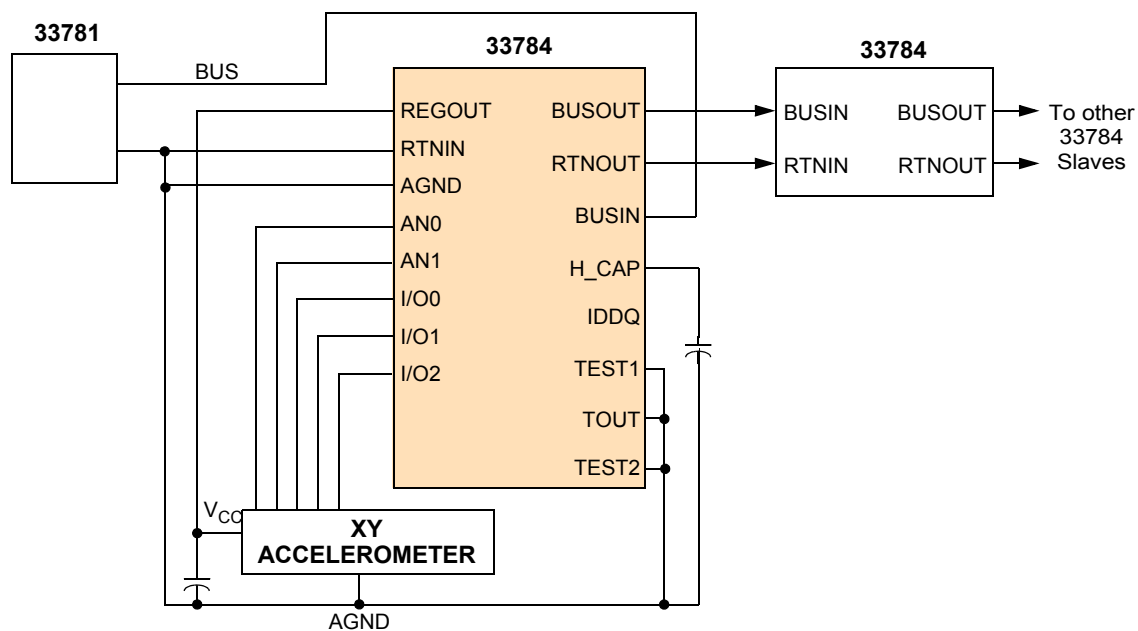 33781
BUS
33784
REGOUT
RTNIN
AGND
AN0
AN1
I/O0
I/O1
I/O2
BUSOUT
RTNOUT
BUSIN
H_CAP
IDDQ
TEST1
TOUT
TEST2
33784
BUSIN
RTNIN
BUSOUT
RTNOUT
To other
33784
Slaves
VCC
XY
ACCELEROMETER
AGND